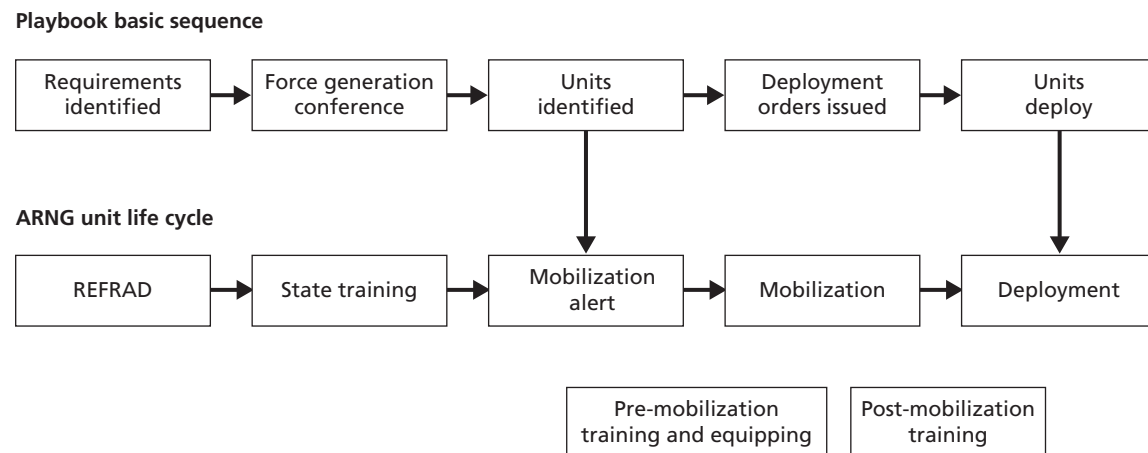 Playbook basic sequence
Requirements
identified
Force generation
conference
Units
identified
Deployment
orders issued
Units
deploy
ARNG unit life cycle
REFRAD
State training
Mobilization
alert
Mobilization
Deployment
Pre-mobilization
training and equipping
Post-mobilization
training